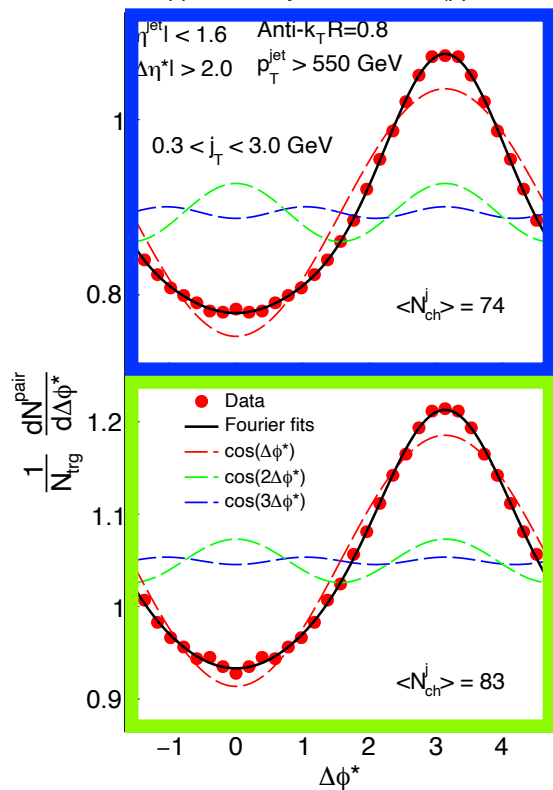 η^jet| < 1.6 Anti-k_T R=0.8
Δη*| > 2.0 p_T^jet > 550 GeV
0.3 < j_T < 3.0 GeV
1
0.8
<N_ch^j> = 74
1/N_trg dN^pair/dΔϕ*
Data
Fourier fits
cos(Δϕ*)
cos(2Δϕ*)
cos(3Δϕ*)
1.2
1.1
1
0.9
<N_ch^j> = 83
−1 0 1 2 3 4
Δϕ*